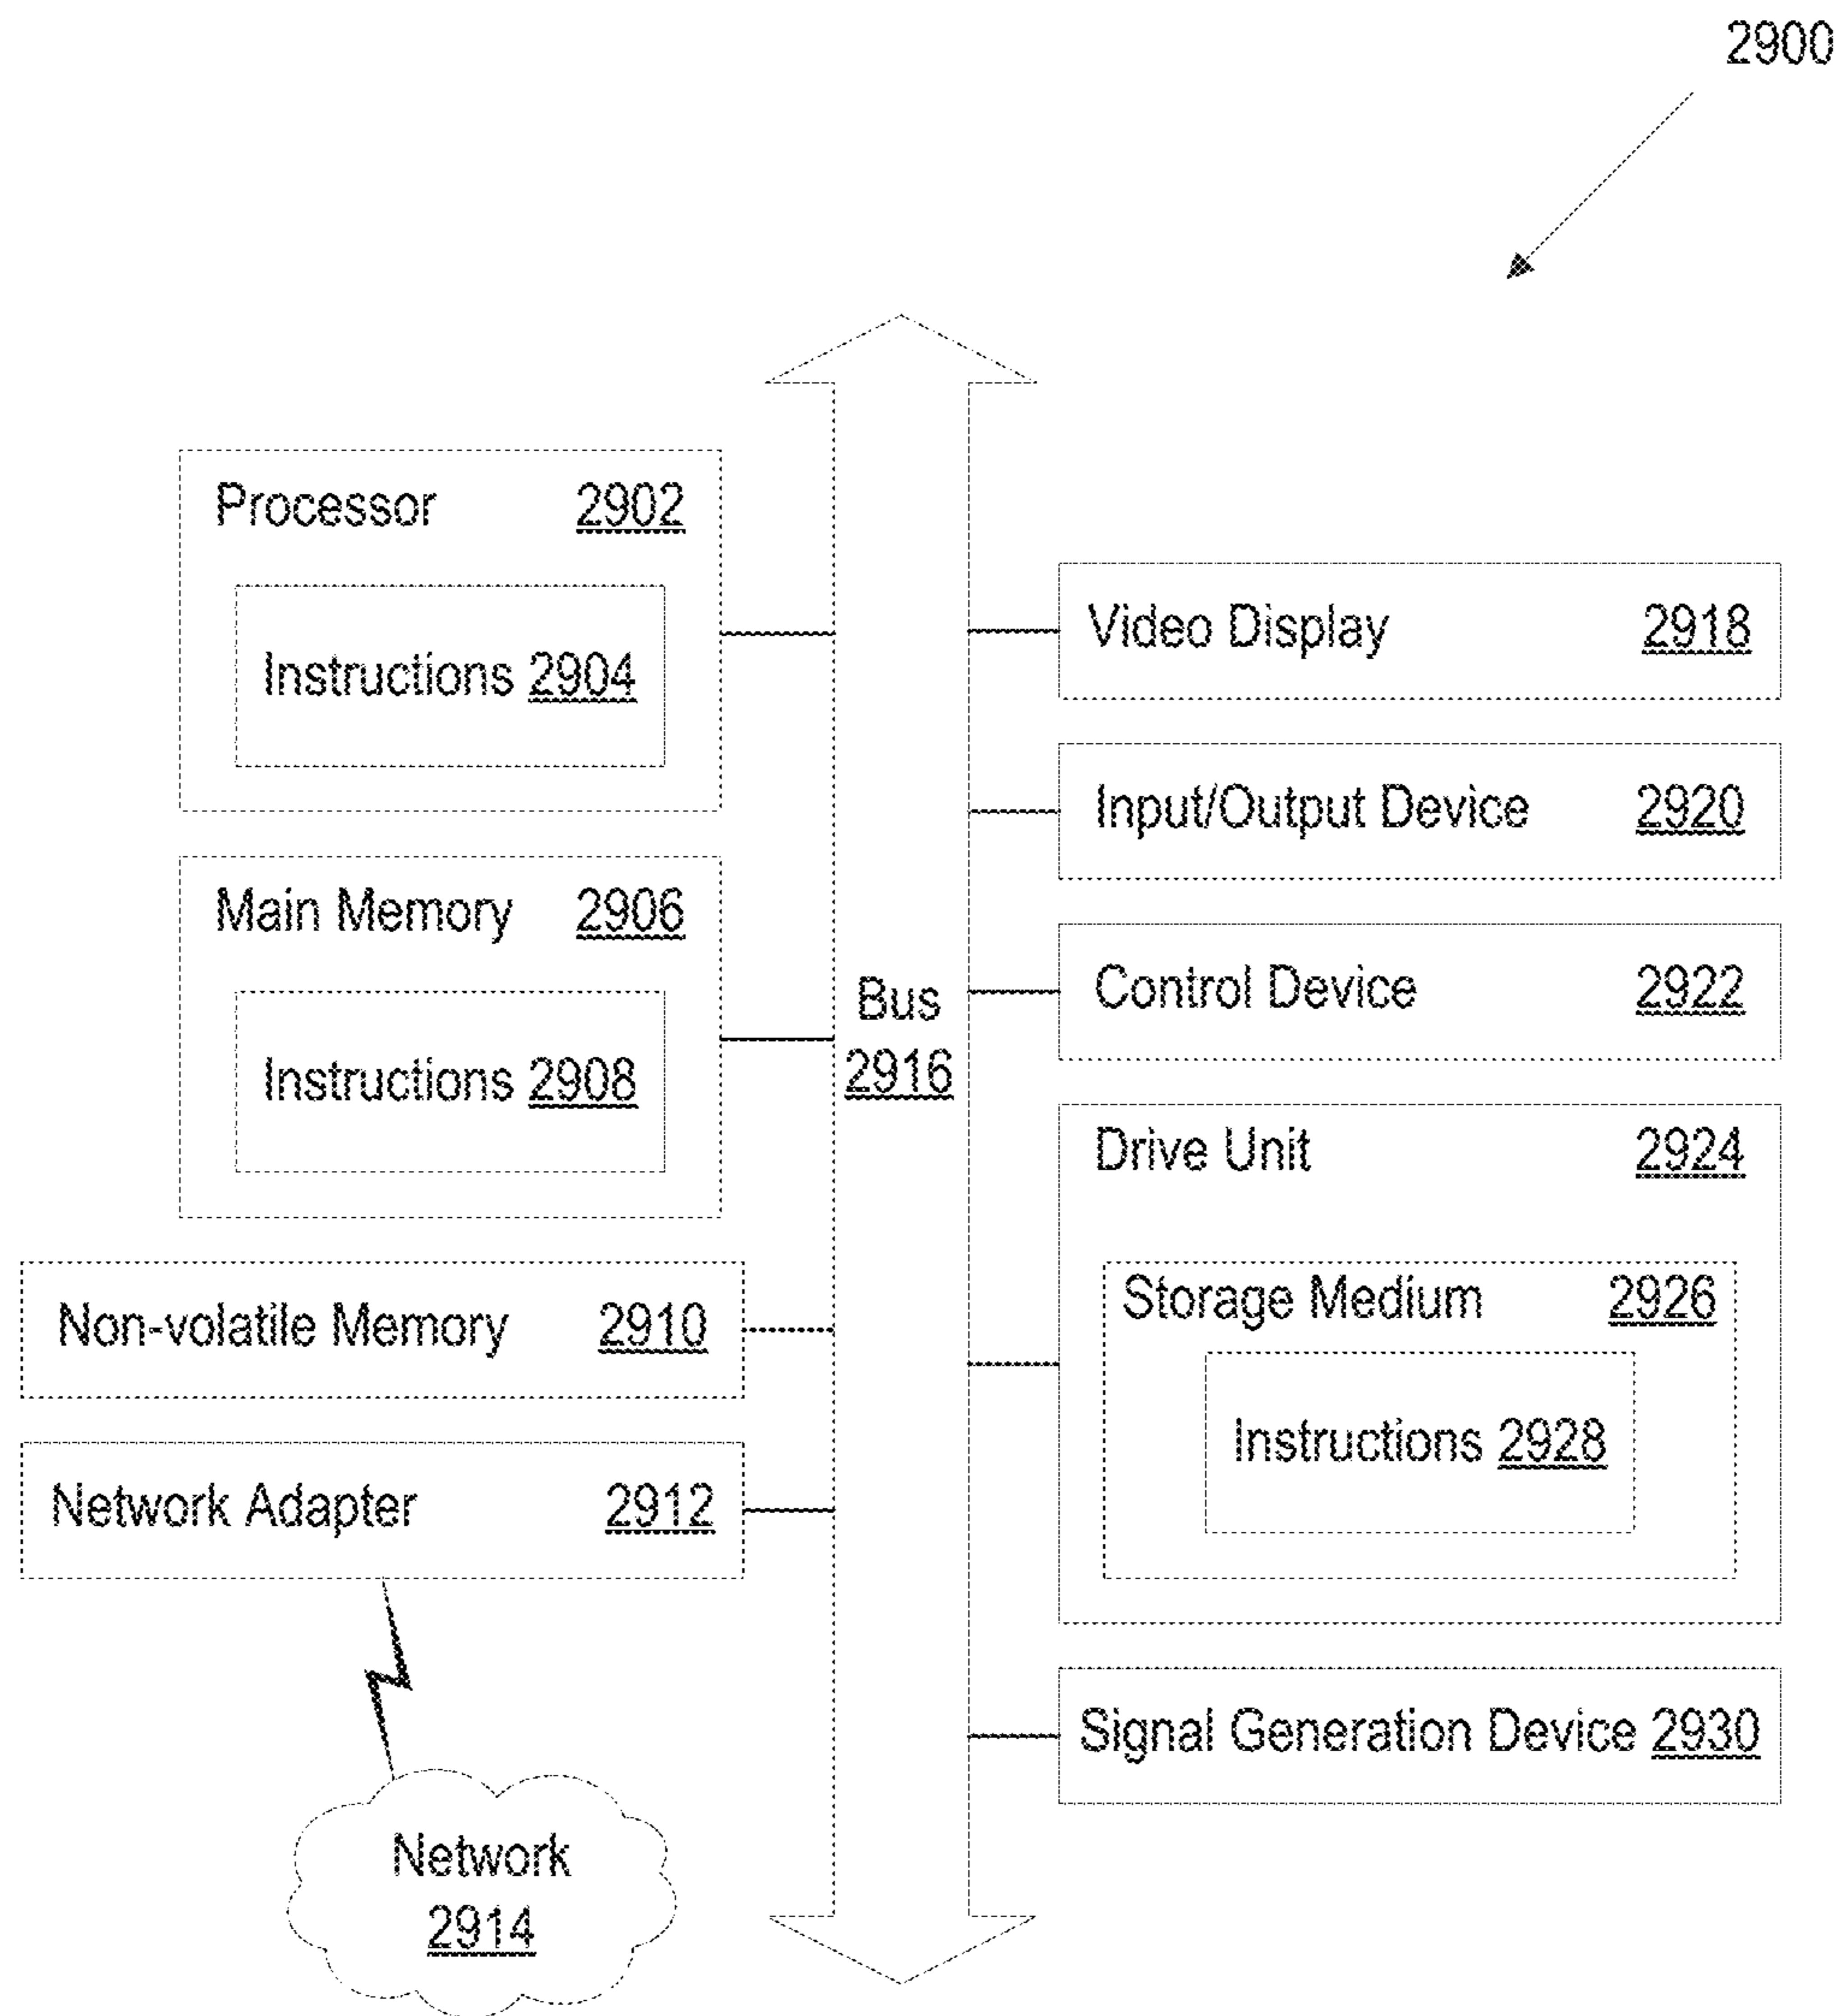 2900
Processor 2902
Instructions 2904
Main Memory 2906
Instructions 2908
Non-volatile Memory 2910
Network Adapter 2912
Network
2914
Bus
2916
Video Display 2918
Input/Output Device 2920
Control Device 2922
Drive Unit 2924
Storage Medium 2926
Instructions 2928
Signal Generation Device 2930